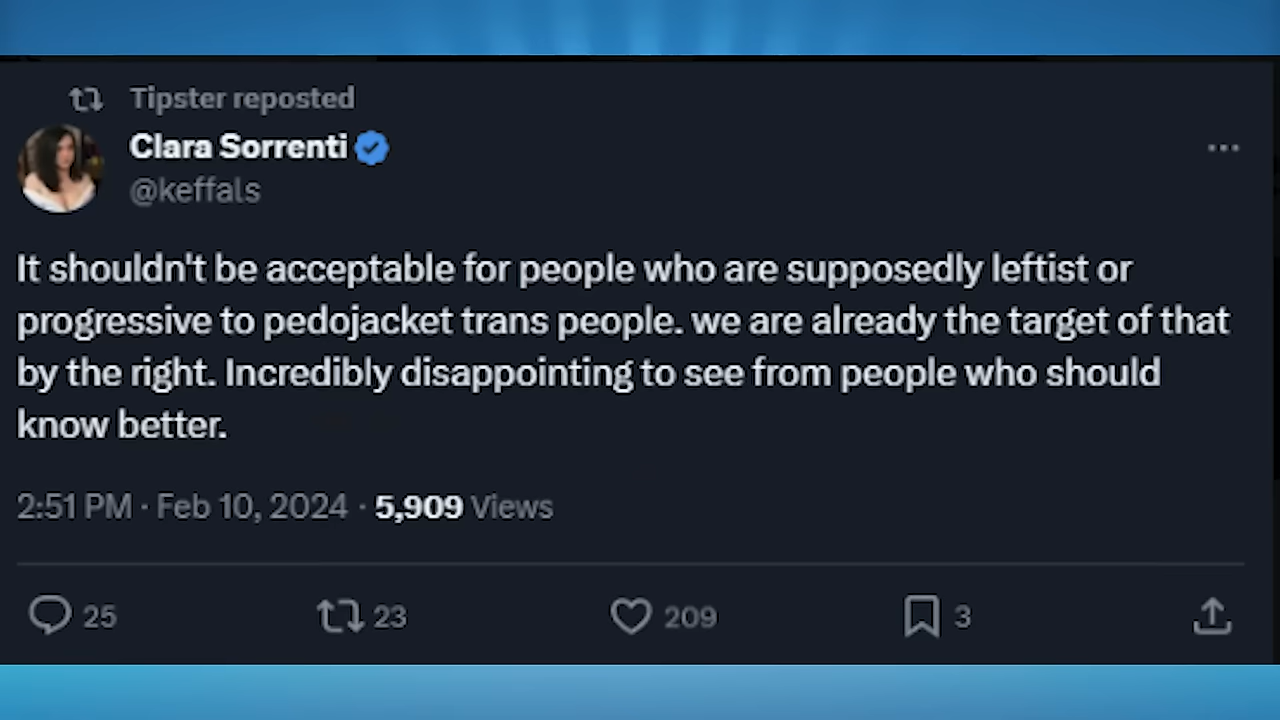 Tipster reposted
Clara Sorrenti
@keffals
It shouldn't be acceptable for people who are supposedly leftist or
progressive to pedojacket trans people. we are already the target of that
by the right. Incredibly disappointing to see from people who should
know better.
2:51 PM · Feb 10, 2024 · 5,909 Views
25 23 209 3